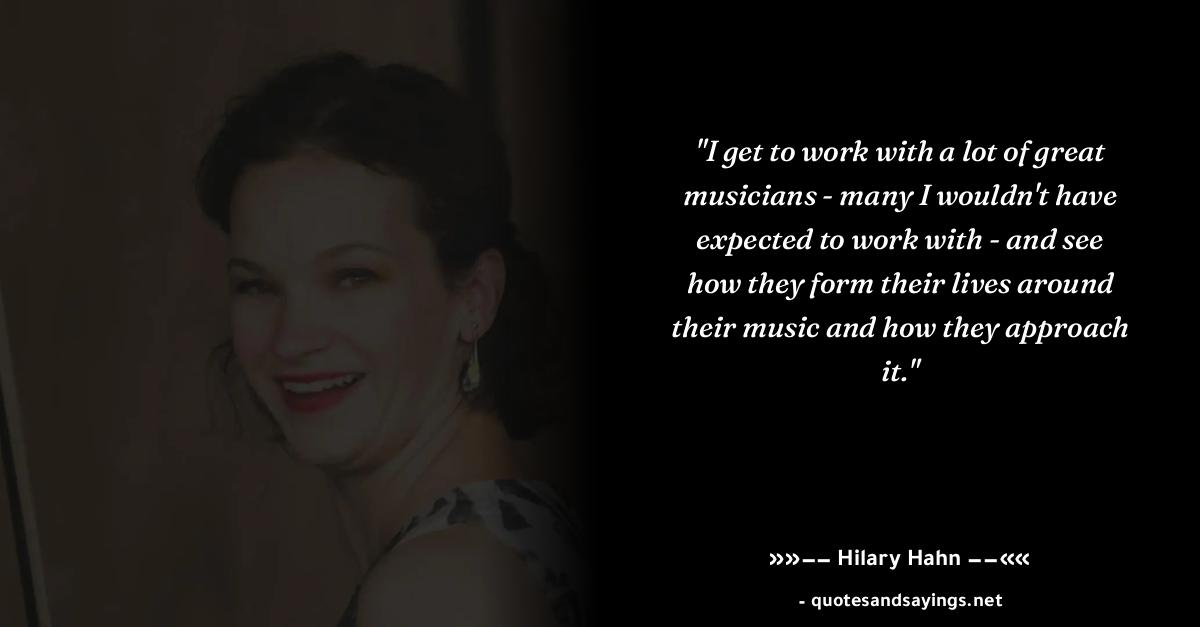 "I get to work with a lot of great
musicians - many I wouldn't have
expected to work with - and see
how they form their lives around
their music and how they approach
it."
»»–– Hilary Hahn ––««
- quotesandsayings.net